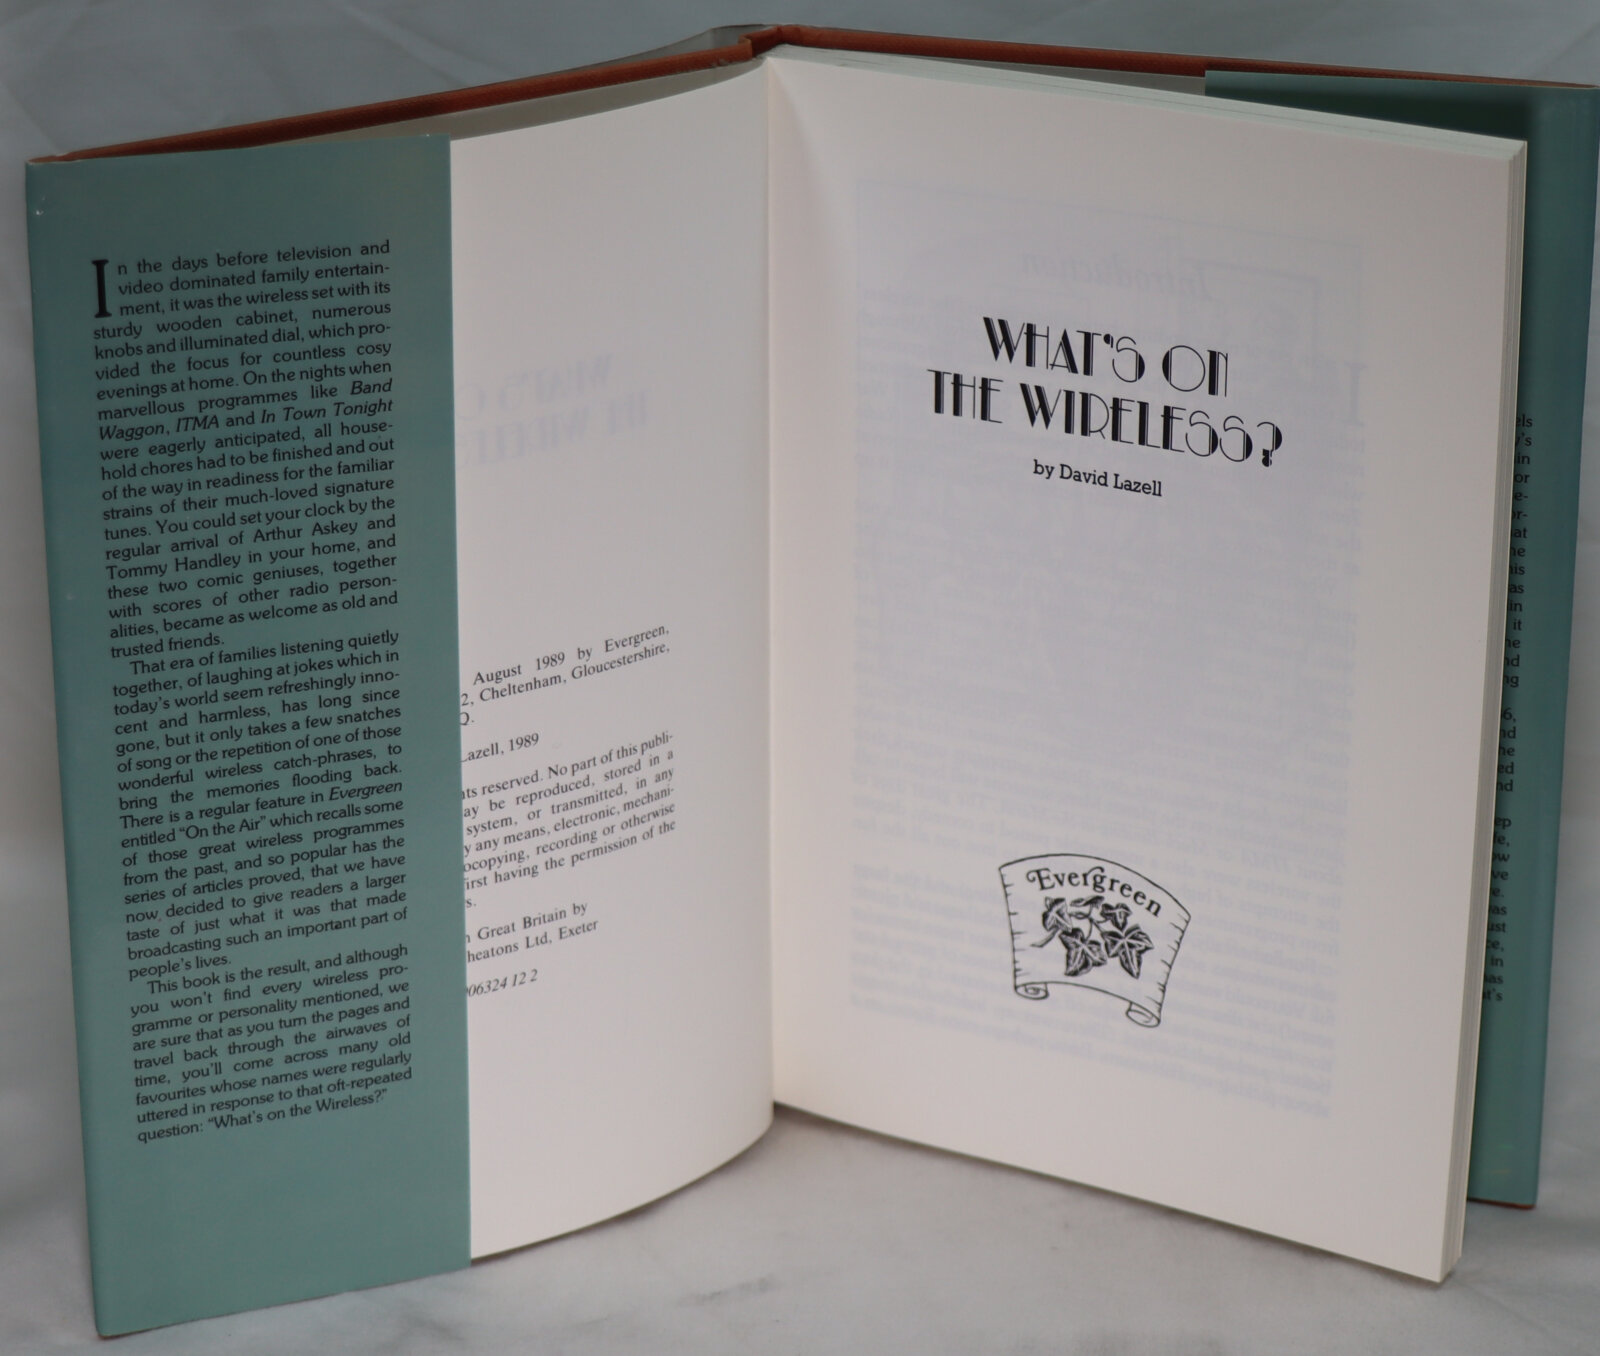 In the days before television and
video dominated family entertain-
ment, it was the wireless set with its
sturdy wooden cabinet, numerous
knobs and illuminated dial, which pro-
vided the focus for countless cosy
evenings at home. On the nights when
marvellous programmes like Band
Waggon, ITMA and In Town Tonight
were eagerly anticipated, all house-
hold chores had to be finished and out
of the way in readiness for the familiar
strains of their much-loved signature
tunes. You could set your clock by the
regular arrival of Arthur Askey and
Tommy Handley in your home, and
these two comic geniuses, together
with scores of other radio person-
alities, became as welcome as old and
trusted friends.
That era of families listening quietly
together, of laughing at jokes which in
today's world seem refreshingly inno-
cent and harmless, has long since
gone, but it only takes a few snatches
of song or the repetition of one of those
wonderful wireless catch-phrases, to
bring the memories flooding back.
There is a regular feature in Evergreen
entitled "On the Air" which recalls some
of those great wireless programmes
from the past, and so popular has the
series of articles proved, that we have
now decided to give readers a larger
taste of just what it was that made
broadcasting such an important part of
people's lives.
This book is the result, and although
you won't find every wireless pro-
gramme or personality mentioned, we
are sure that as you turn the pages and
travel back through the airwaves of
time, you'll come across many old
favourites whose names were regularly
uttered in response to that oft-repeated
question: "What's on the Wireless?"
August 1989 by Evergreen,
2, Cheltenham, Gloucestershire,
Q.
Lazell, 1989
ts reserved. No part of this publi-
ay be reproduced, stored in a
system, or transmitted, in any
y any means, electronic, mechani-
ocopying, recording or otherwise
irst having the permission of the
s.
Great Britain by
heatons Ltd, Exeter
06324 12 2
WHAT'S ON
THE WIRELESS?
by David Lazell
Evergreen